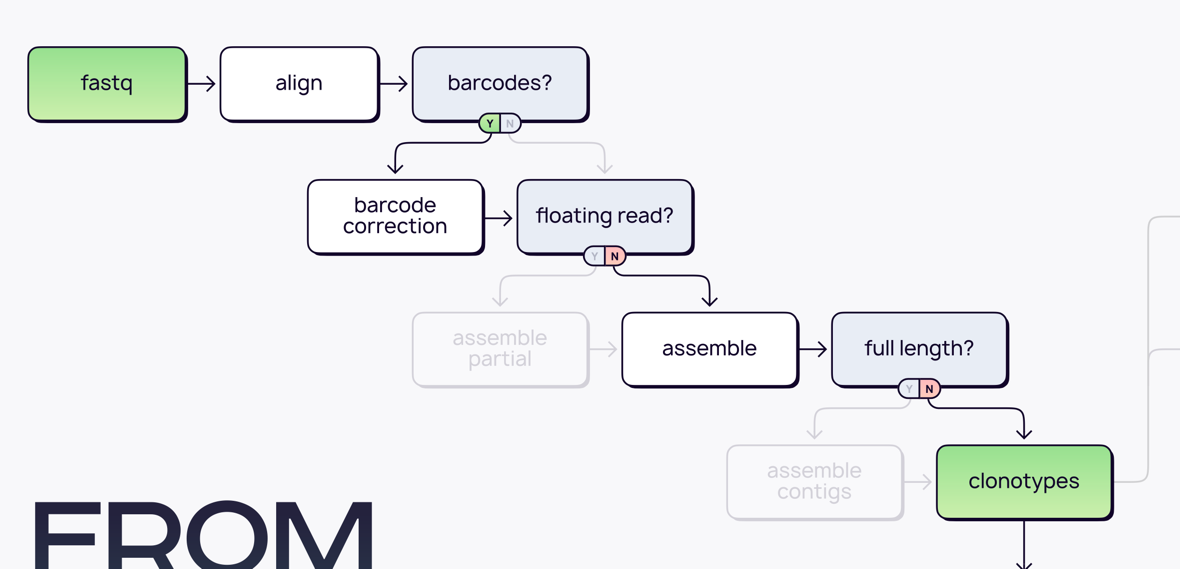 fastq
align
barcodes?
Y N
barcode
correction
floating read?
Y N
assemble
partial
assemble
full length?
Y N
assemble
contigs
clonotypes
FROM